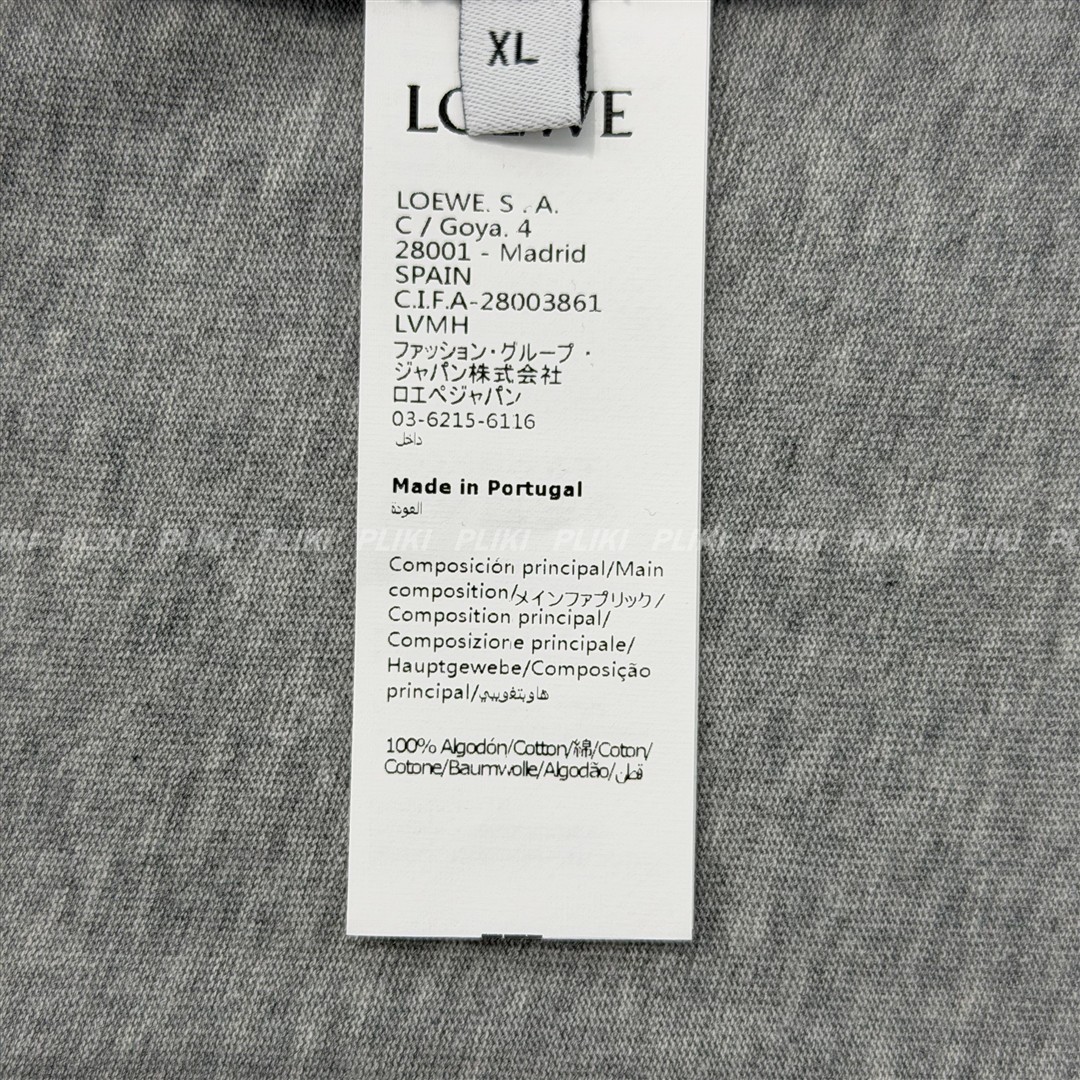 XL
LOEWE
LOEWE. S . A.
C / Goya. 4
28001 - Madrid
SPAIN
C.I.F.A-28003861
LVMH
ファッション・グループ・
ジャパン株式会社
ロエベジャパン
03-6215-6116
داخل
Made in Portugal
العونة
PLIKI PLIKI PLIKI PLIKI PLIKI PLIKI PLIKI PLIKI PLIKI PLIKI PLIKI
Composición principal/Main
composition/メインファブリック/
Composition principal/
Composizione principale/
Hauptgewebe/Composição
principal/هاوبتغويبي
100% Algodón/Cotton/綿/Coton/
Cotone/Baumwolle/Algodão/قطن